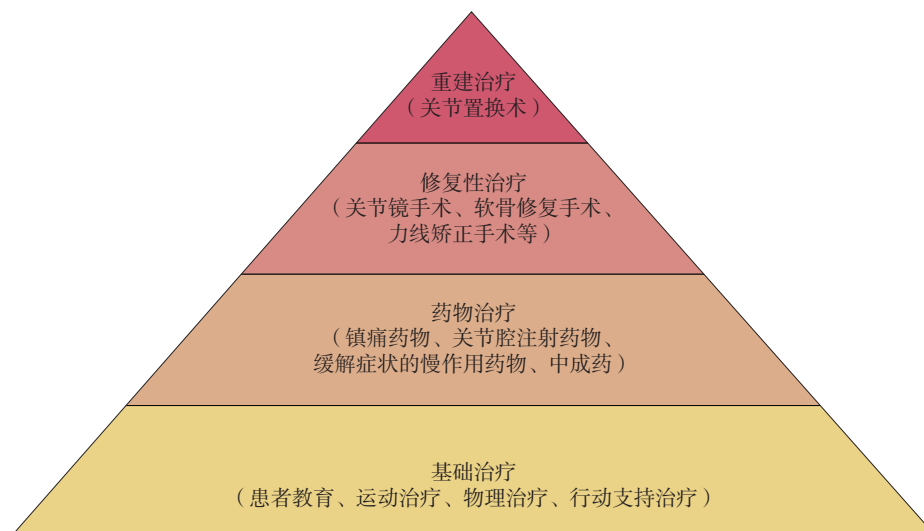 重建治疗
（关节置换术）
修复性治疗
（关节镜手术、软骨修复手术、
力线矫正手术等）
药物治疗
（镇痛药物、关节腔注射药物、
缓解症状的慢作用药物、中成药）
基础治疗
（患者教育、运动治疗、物理治疗、行动支持治疗）